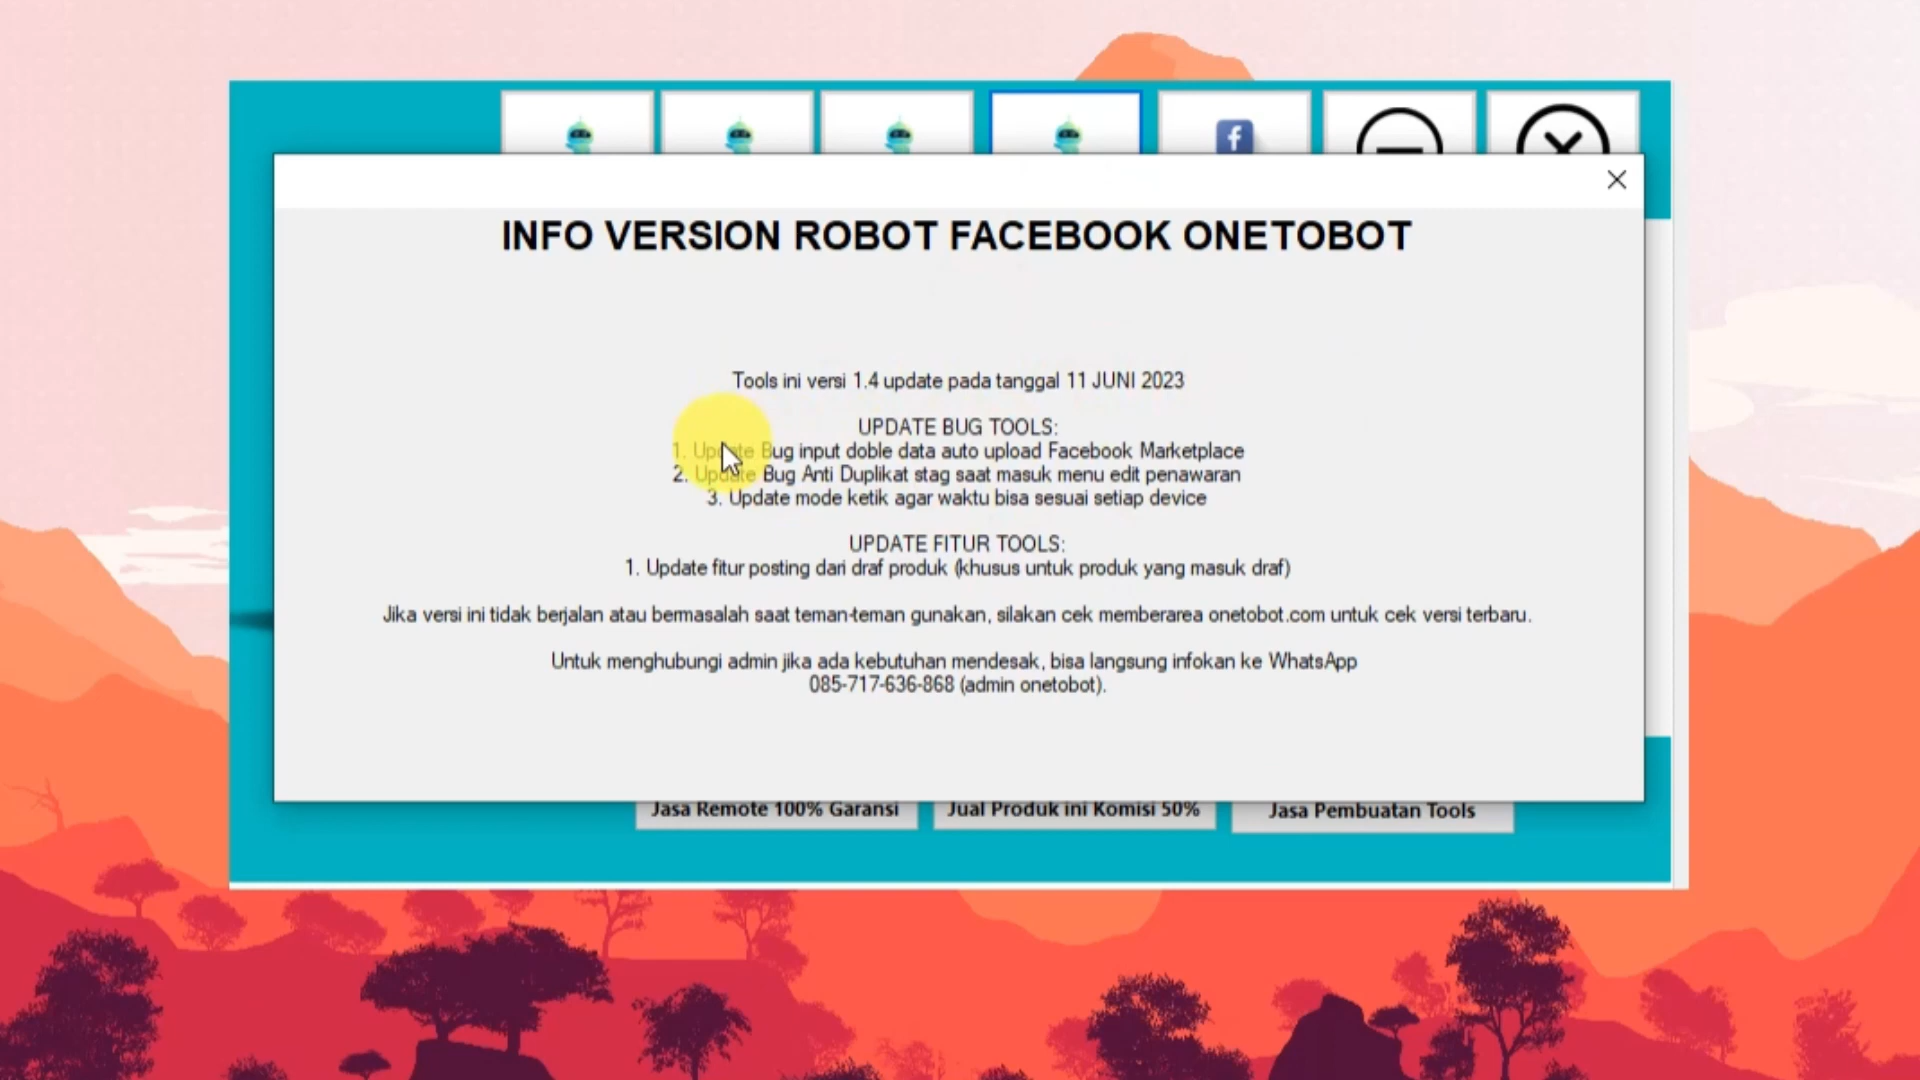 INFO VERSION ROBOT FACEBOOK ONETOBOT
Tools ini versi 1.4 update pada tanggal 11 JUNI 2023
UPDATE BUG TOOLS:
1. Update Bug input doble data auto upload Facebook Marketplace
2. Update Bug Anti Duplikat stag saat masuk menu edit penawaran
3. Update mode ketik agar waktu bisa sesuai setiap device
UPDATE FITUR TOOLS:
1. Update fitur posting dari draf produk (khusus untuk produk yang masuk draf)
Jika versi ini tidak berjalan atau bermasalah saat teman-teman gunakan, silakan cek memberarea onetobot.com untuk cek versi terbaru.
Untuk menghubungi admin jika ada kebutuhan mendesak, bisa langsung infokan ke WhatsApp
085-717-636-868 (admin onetobot).
Jasa Remote 100% Garansi
Jual Produk ini Komisi 50%
Jasa Pembuatan Tools